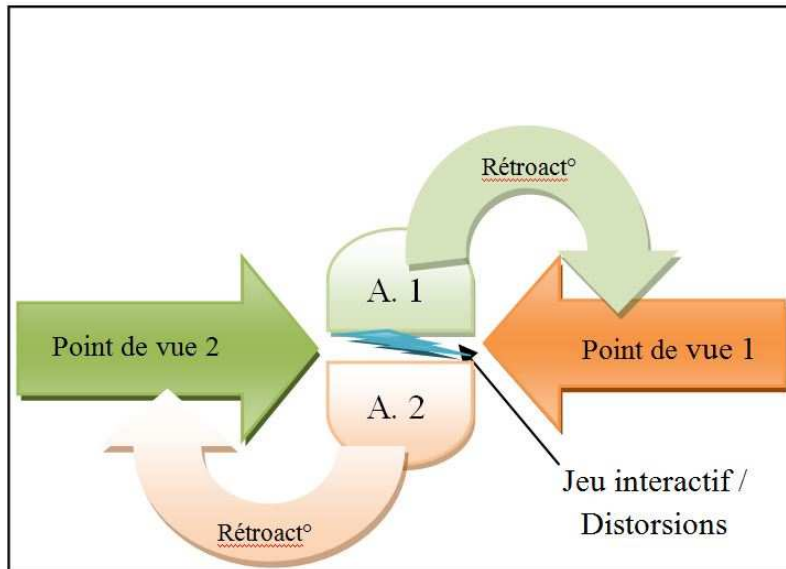 Rétroact°
A. 1
Point de vue 2
Point de vue 1
A. 2
Jeu interactif /
Distorsions
Rétroact°